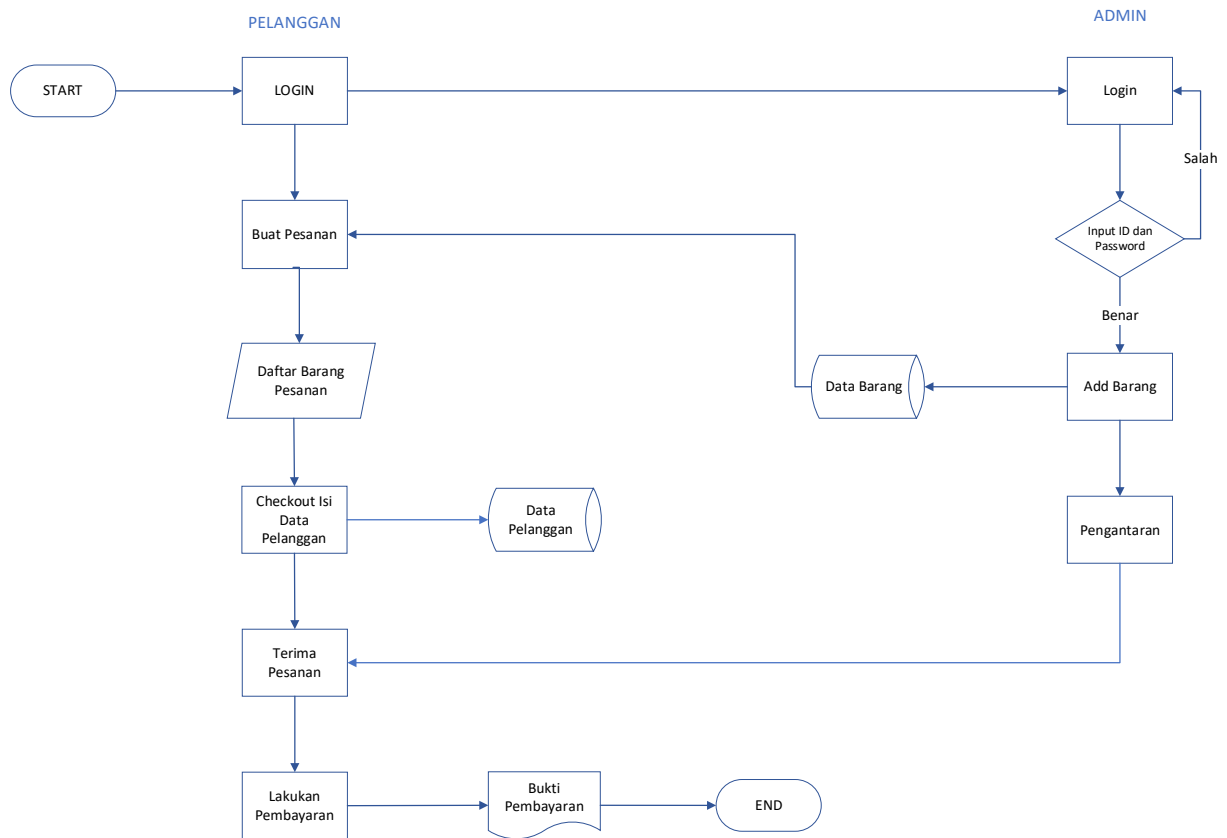 PELANGGAN
ADMIN
START
LOGIN
Login
Salah
Buat Pesanan
Input ID dan
Password
Benar
Daftar Barang
Pesanan
Data Barang
Add Barang
Checkout Isi
Data
Pelanggan
Data
Pelanggan
Pengantaran
Terima
Pesanan
Lakukan
Pembayaran
Bukti
Pembayaran
END